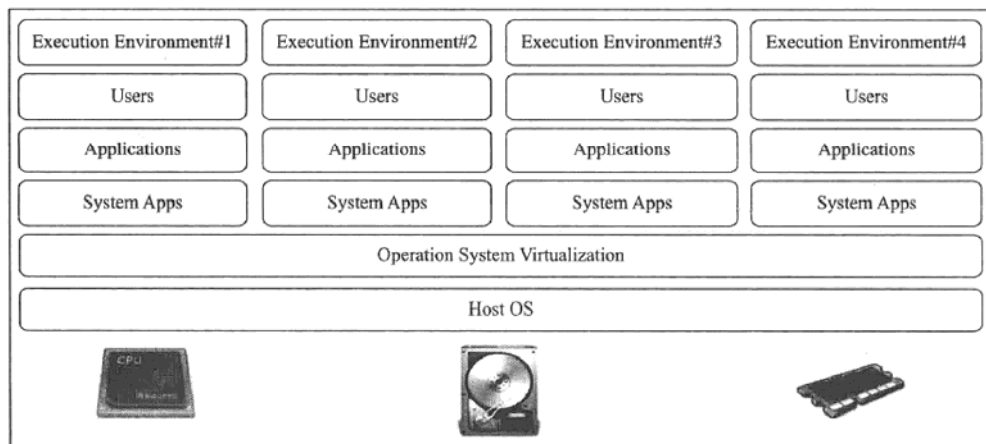 Execution Environment#1 Execution Environment#2 Execution Environment#3 Execution Environment#4
Users Users Users Users
Applications Applications Applications Applications
System Apps System Apps System Apps System Apps
Operation System Virtualization
Host OS
CPU